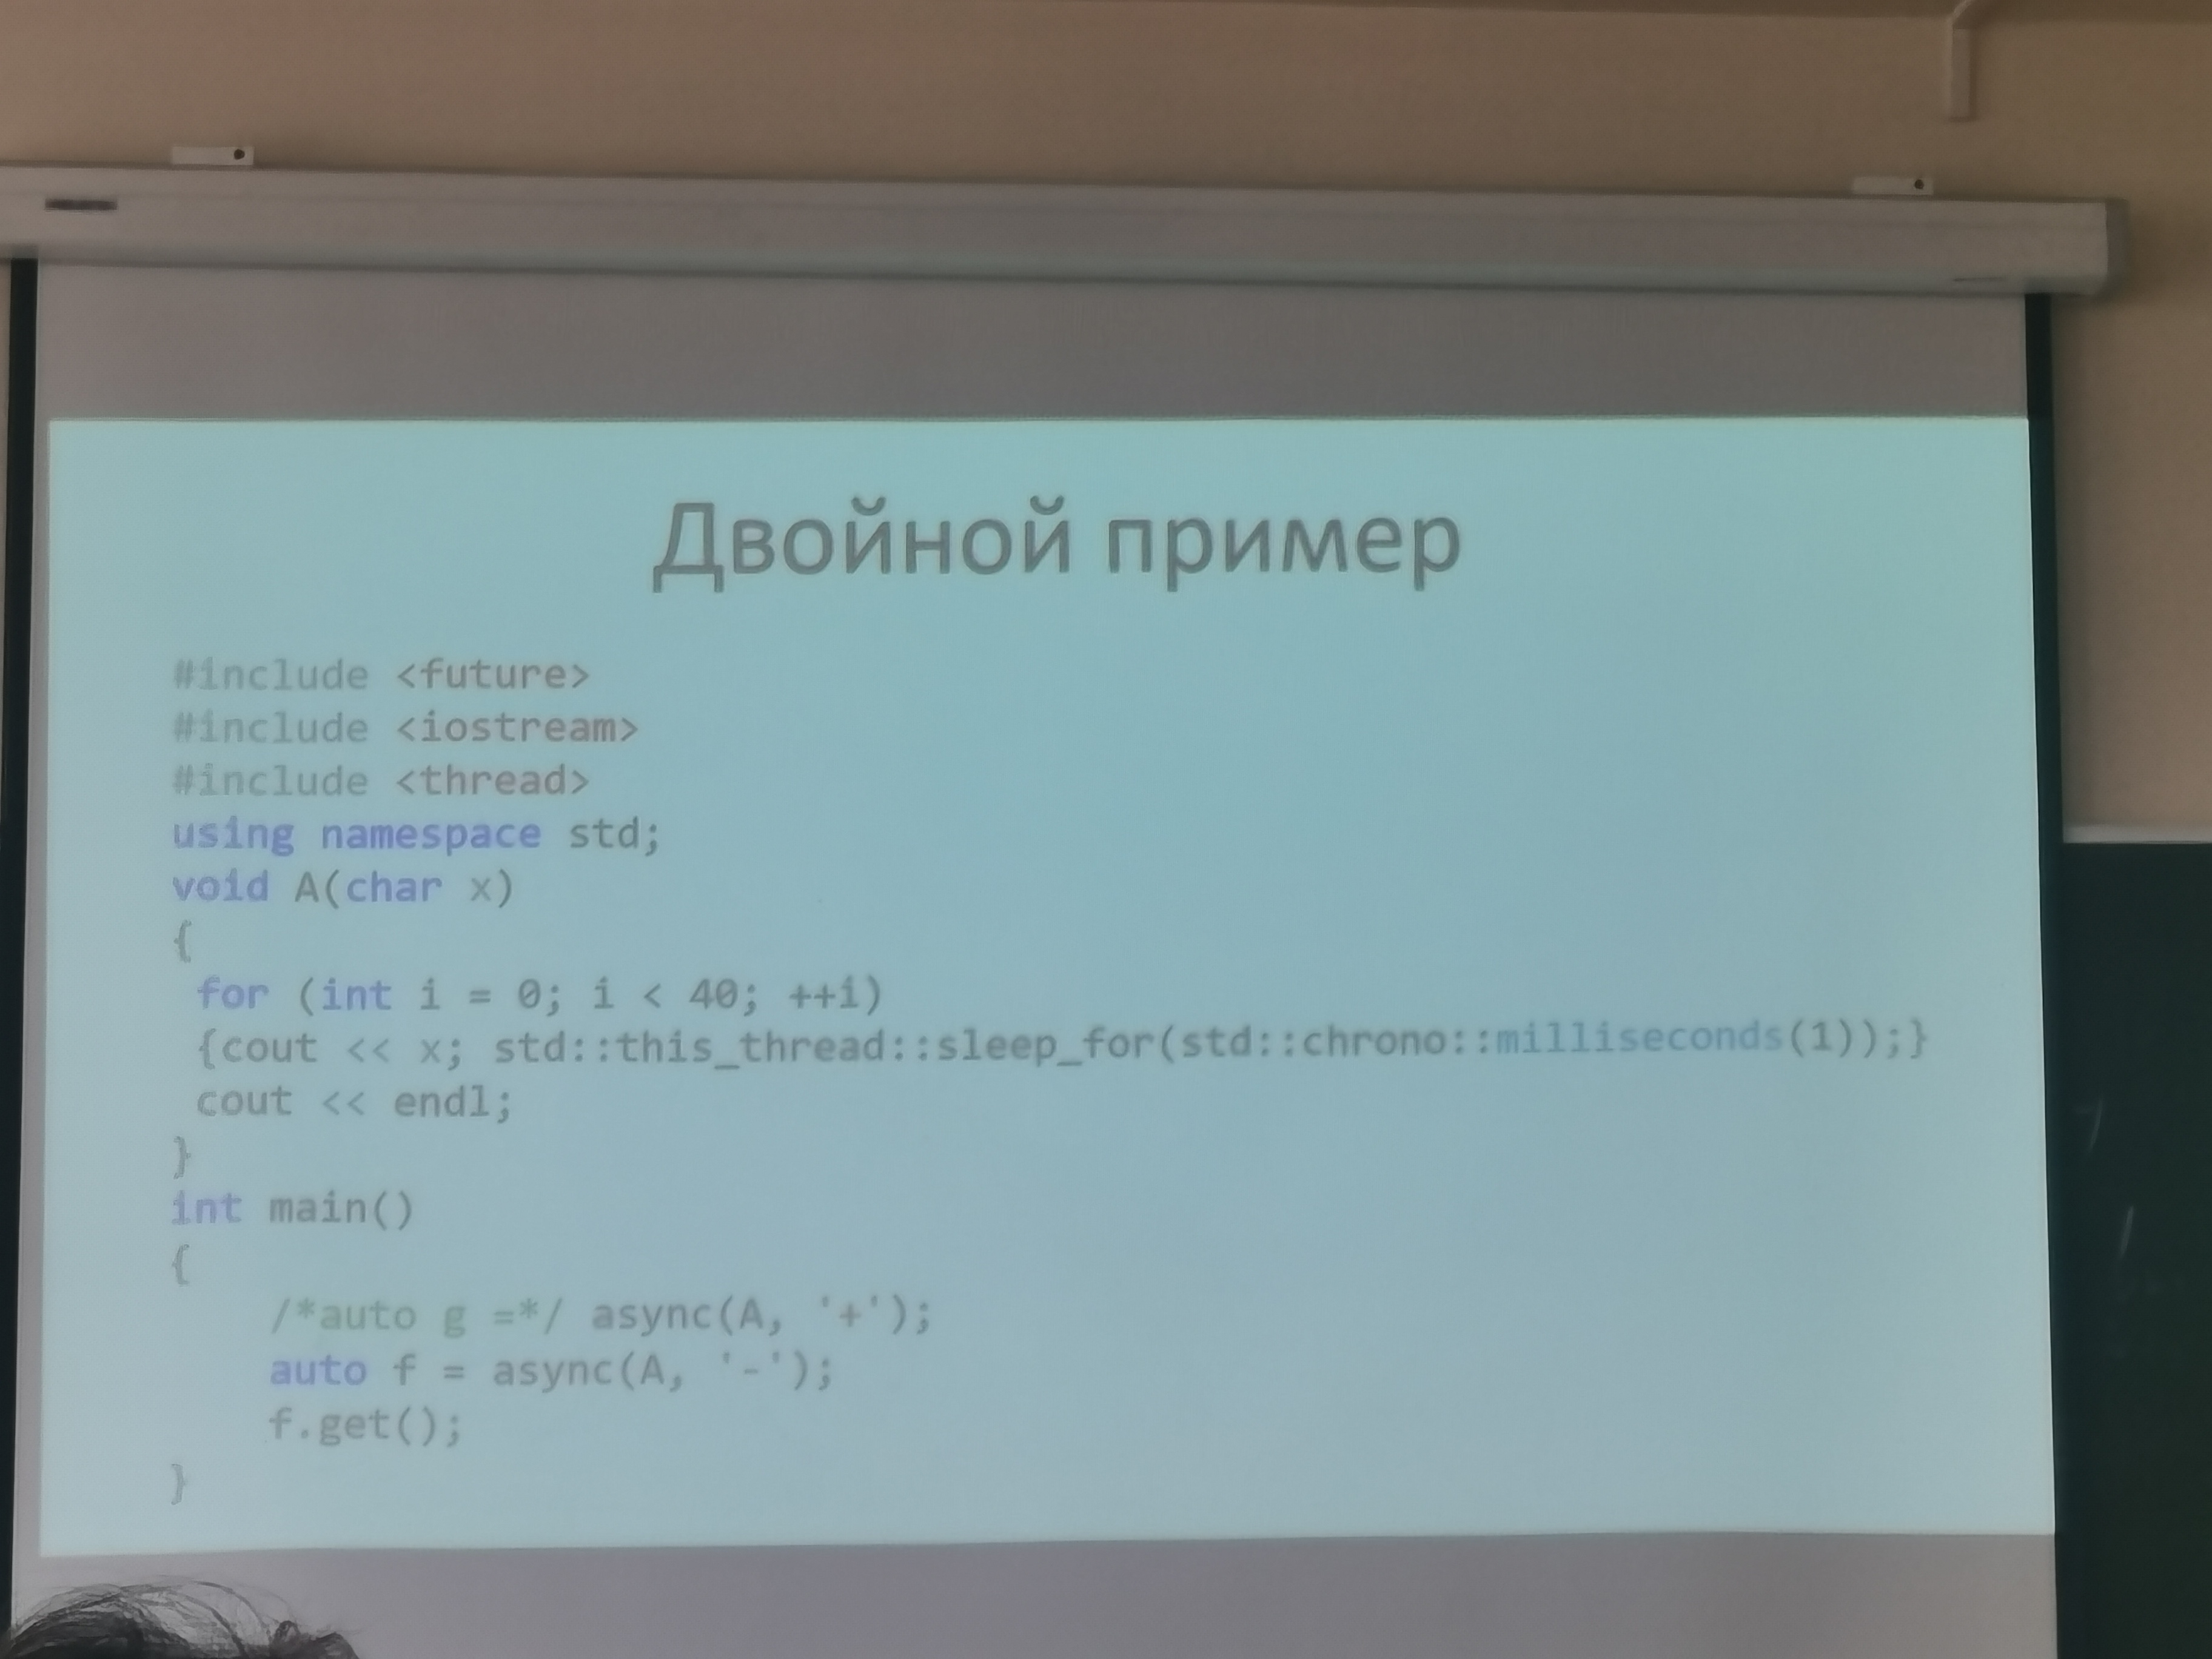 Двойной пример
#include <future>
#include <iostream>
#include <thread>
using namespace std;
void A(char x)
{
for (int i = 0; i < 40; ++i)
{cout << x; std::this_thread::sleep_for(std::chrono::milliseconds(1));}
cout << endl;
}
int main()
{
/*auto g =*/ async(A, '+');
auto f = async(A, '-');
f.get();
}